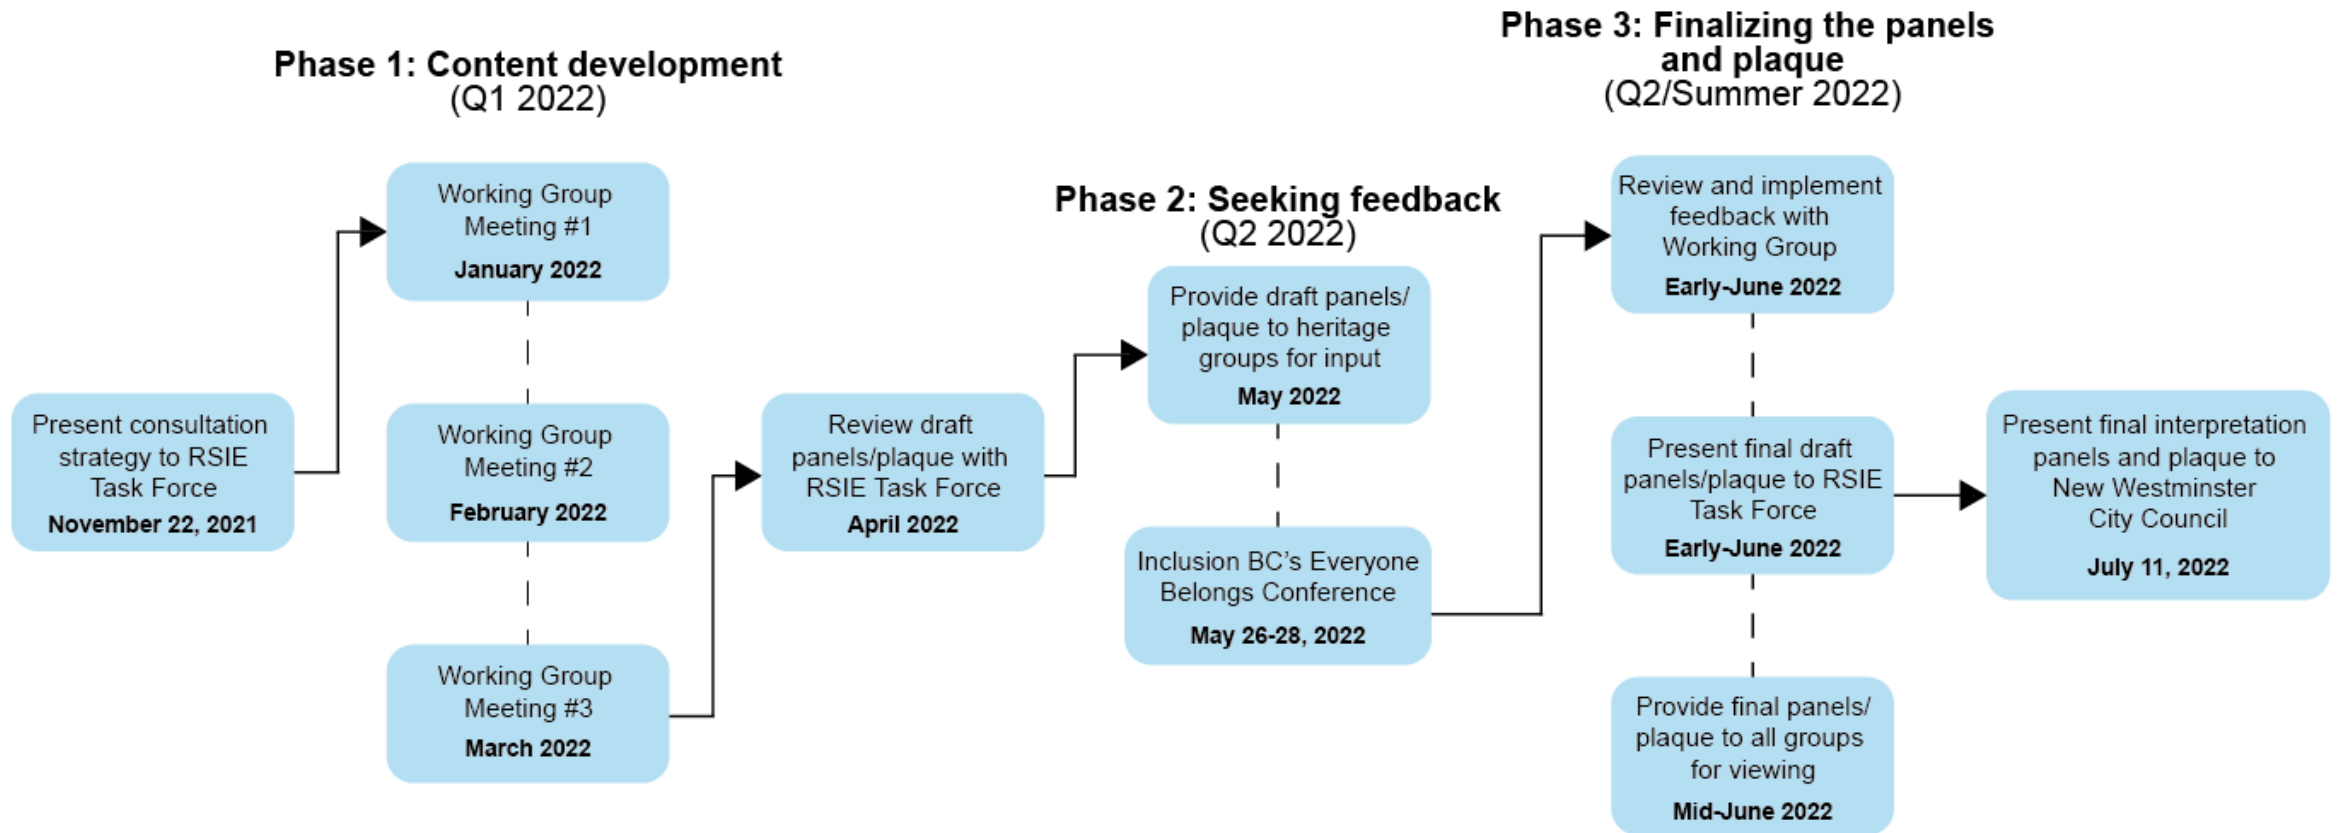 Phase 1: Content development
(Q1 2022)
Present consultation
strategy to RSIE
Task Force
November 22, 2021
Working Group
Meeting #1
January 2022
Working Group
Meeting #2
February 2022
Working Group
Meeting #3
March 2022
Review draft
panels/plaque with
RSIE Task Force
April 2022
Phase 2: Seeking feedback
(Q2 2022)
Provide draft panels/
plaque to heritage
groups for input
May 2022
Inclusion BC's Everyone
Belongs Conference
May 26-28, 2022
Phase 3: Finalizing the panels
and plaque
(Q2/Summer 2022)
Review and implement
feedback with
Working Group
Early-June 2022
Present final draft
panels/plaque to RSIE
Task Force
Early-June 2022
Provide final panels/
plaque to all groups
for viewing
Mid-June 2022
Present final interpretation
panels and plaque to
New Westminster
City Council
July 11, 2022